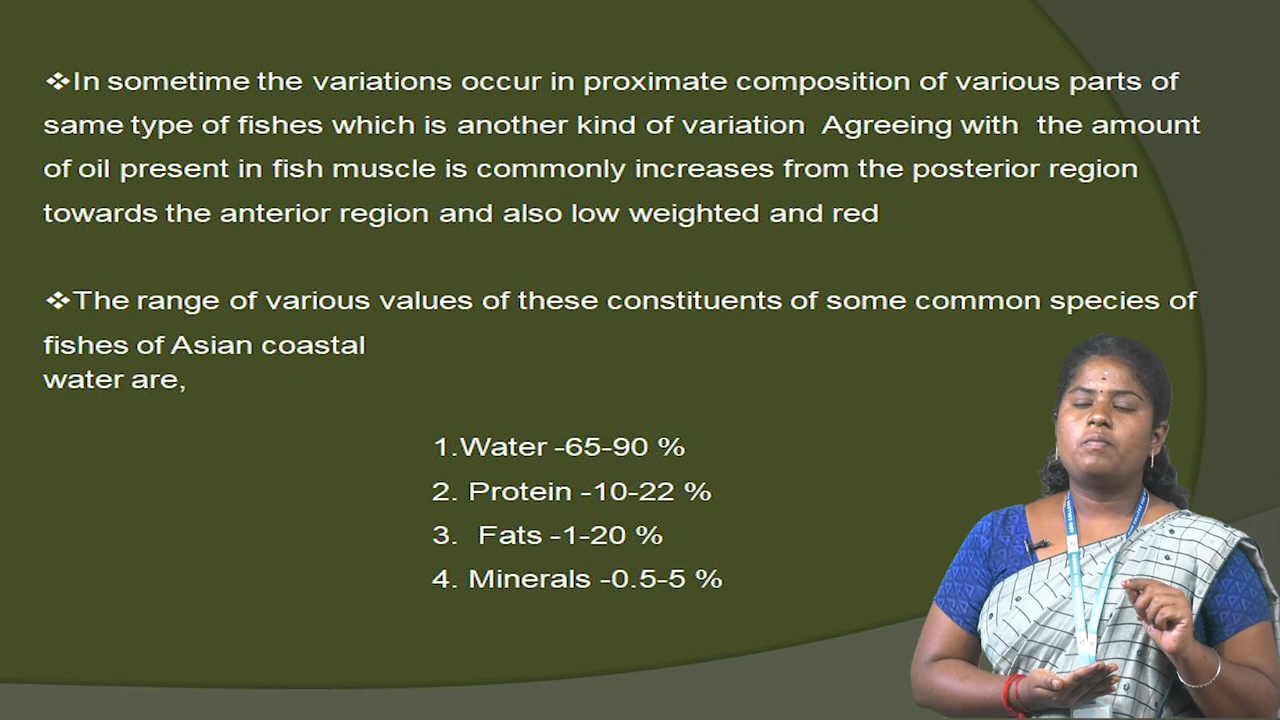 ❖In sometime the variations occur in proximate composition of various parts of
same type of fishes which is another kind of variation Agreeing with the amount
of oil present in fish muscle is commonly increases from the posterior region
towards the anterior region and also low weighted and red
❖The range of various values of these constituents of some common species of
fishes of Asian coastal
water are,
1.Water -65-90 %
2. Protein -10-22 %
3. Fats -1-20 %
4. Minerals -0.5-5 %